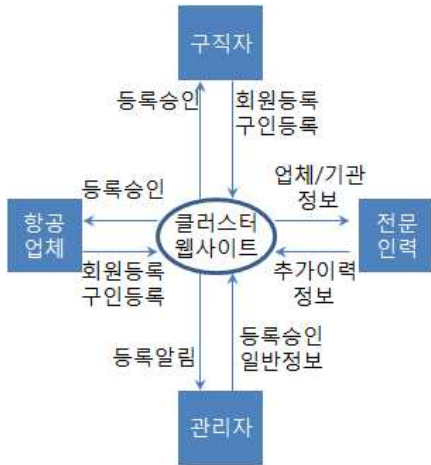 구직자
등록승인
회원등록
구인등록
등록승인
업체/기관
정보
항공
업체
클러스터
웹사이트
전문
인력
회원등록
구인등록
추가이력
정보
등록알림
등록승인
일반정보
관리자